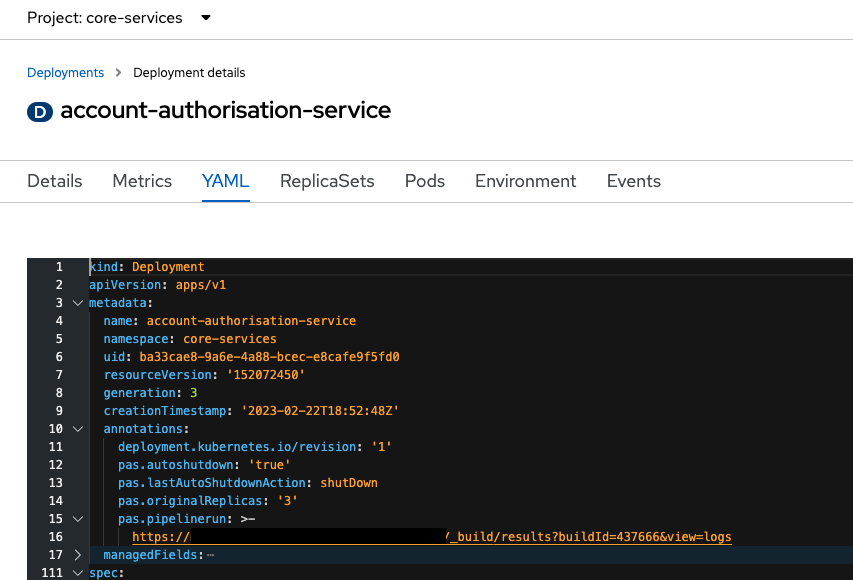 Project: core-services
Deployments > Deployment details
D account-authorisation-service
Details Metrics YAML ReplicaSets Pods Environment Events
1 kind: Deployment
2 apiVersion: apps/v1
3 metadata:
4 name: account-authorisation-service
5 namespace: core-services
6 uid: ba33cae8-9a6e-4a88-bcec-e8cafe9f5fd0
7 resourceVersion: '152072450'
8 generation: 3
9 creationTimestamp: '2023-02-22T18:52:48Z'
10 annotations:
11 deployment.kubernetes.io/revision: '1'
12 pas.autoshutdown: 'true'
13 pas.lastAutoShutdownAction: shutDown
14 pas.originalReplicas: '3'
15 pas.pipelinerun: >-
16 https:// /_build/results?buildId=437666&view=logs
17 managedFields: ⋯
111 spec: